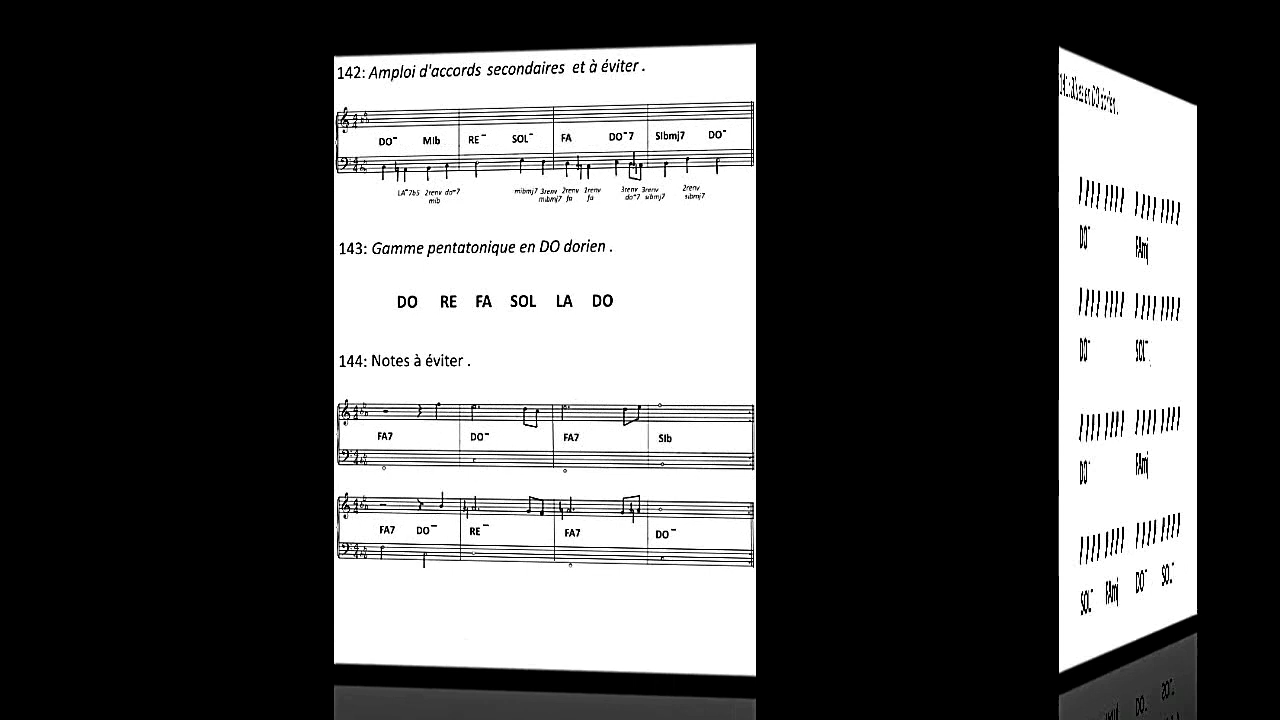 142: Amploi d'accords secondaires et à éviter .
DO⁻ MIb RE⁻ SOL⁻ FA DO⁻7 SIbmj7 DO⁻
LA⁻7b5 2renv do⁻7 mibmj7 3renv 2renv 1renv 3renv 3renv 2renv
mib mibmj7 fa fa do⁻7 sibmj7 sibmj7
143: Gamme pentatonique en DO dorien .
DO RE FA SOL LA DO
144: Notes à éviter .
FA7 DO⁻ FA7 SIb
FA7 DO⁻ RE⁻ FA7 DO⁻
en DO dorien .
DO⁻ FAmj
DO⁻ SOL⁻
DO⁻ FAmj
SOL⁻ FAmj DO⁻ SOL⁻